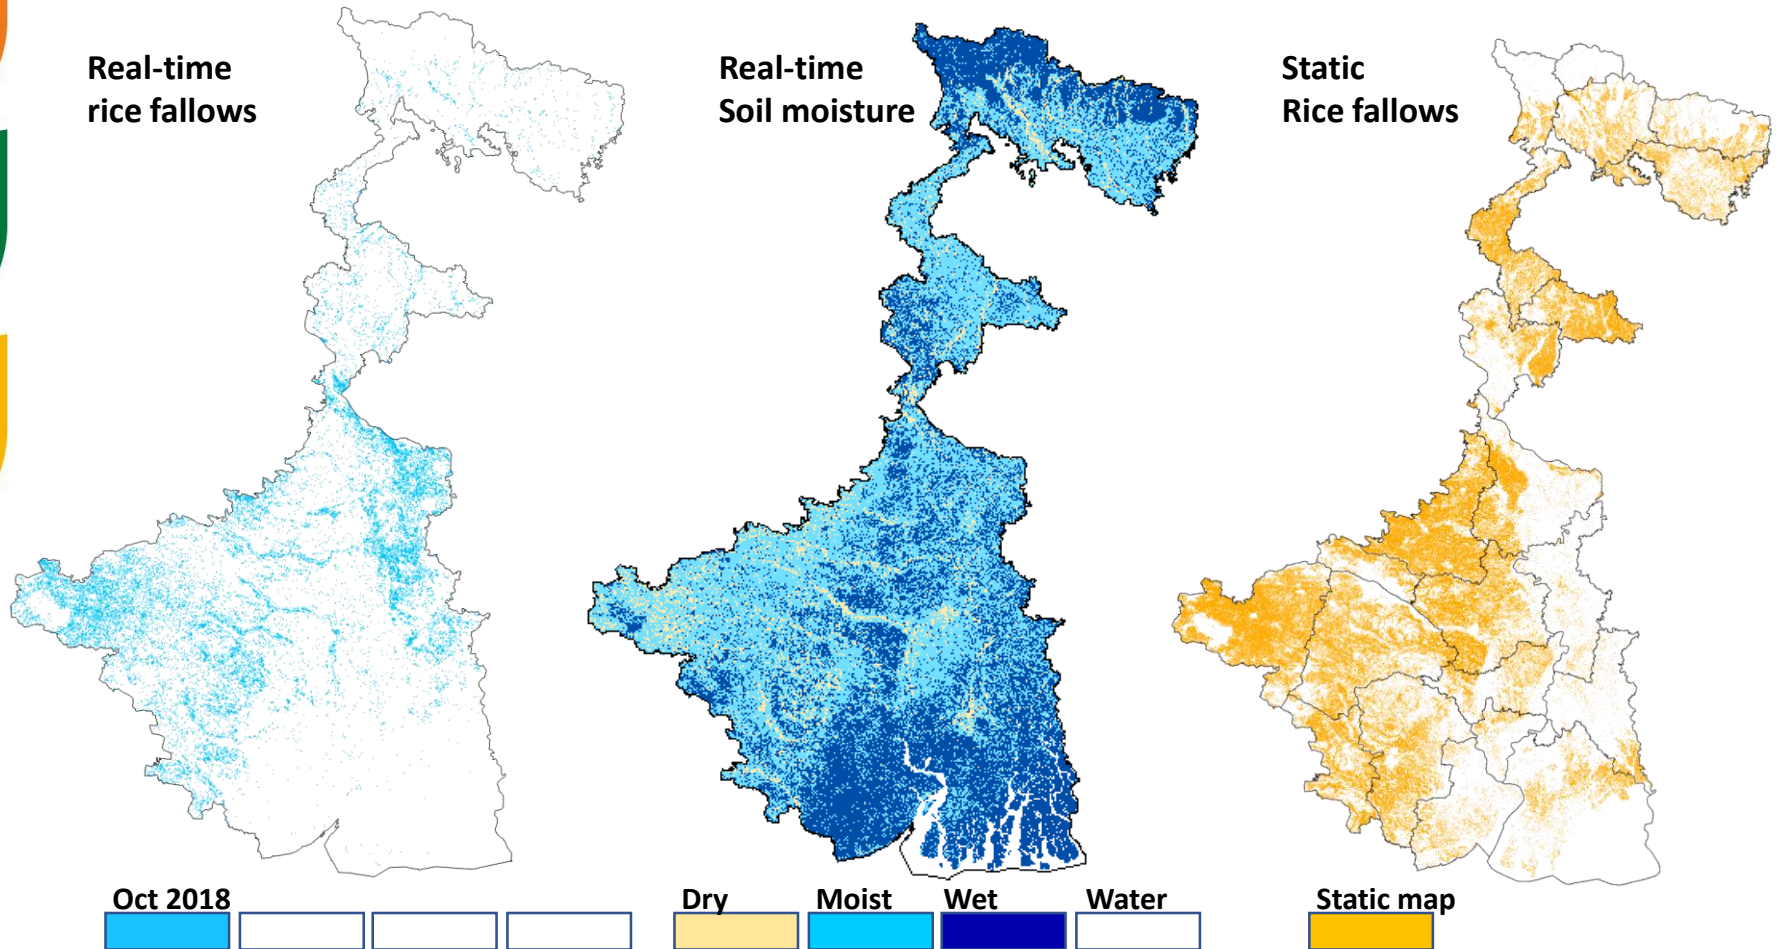 Real-time
rice fallows
Real-time
Soil moisture
Static
Rice fallows
Oct 2018
Dry
Moist
Wet
Water
Static map